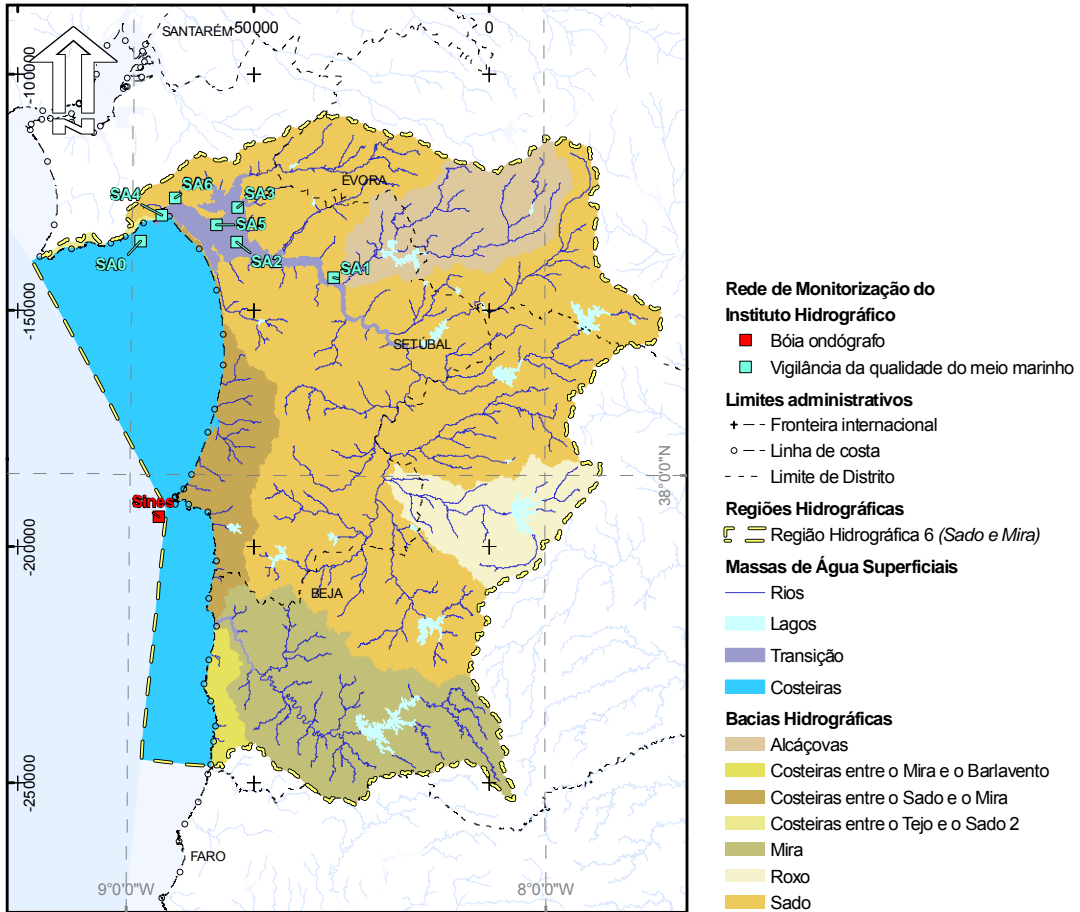 SANTARÉM
-50000
0
-100000
N
SA6
SA4
SA3
ÉVORA
SA5
SA0
SA2
SA1
-150000
SETÚBAL
38°0'0"N
Sines
-200000
BEJA
-250000
FARO
9°0'0"W
8°0'0"W
Rede de Monitorização do
Instituto Hidrográfico
Bóia ondógrafo
Vigilância da qualidade do meio marinho
Limites administrativos
Fronteira internacional
Linha de costa
Limite de Distrito
Regiões Hidrográficas
Região Hidrográfica 6 (Sado e Mira)
Massas de Água Superficiais
Rios
Lagos
Transição
Costeiras
Bacias Hidrográficas
Alcáçovas
Costeiras entre o Mira e o Barlavento
Costeiras entre o Sado e o Mira
Costeiras entre o Tejo e o Sado 2
Mira
Roxo
Sado